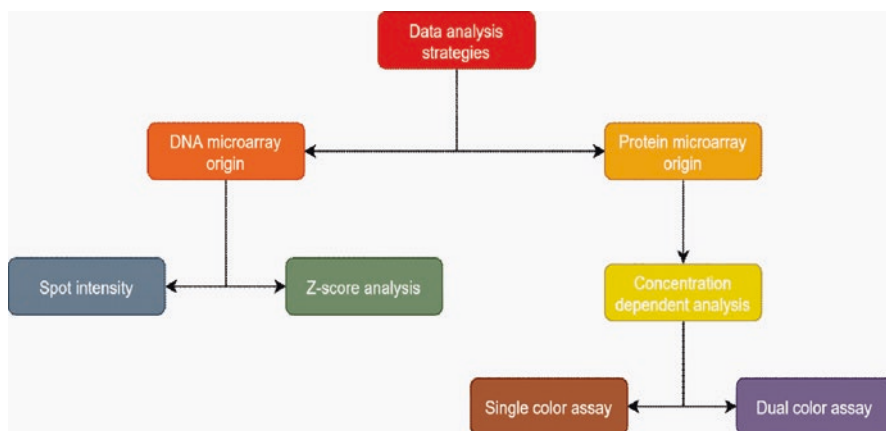 Data analysis
strategies
DNA microarray
origin
Protein microarray
origin
Spot intensity
Z-score analysis
Concentration
dependent analysis
Single color assay
Dual color assay